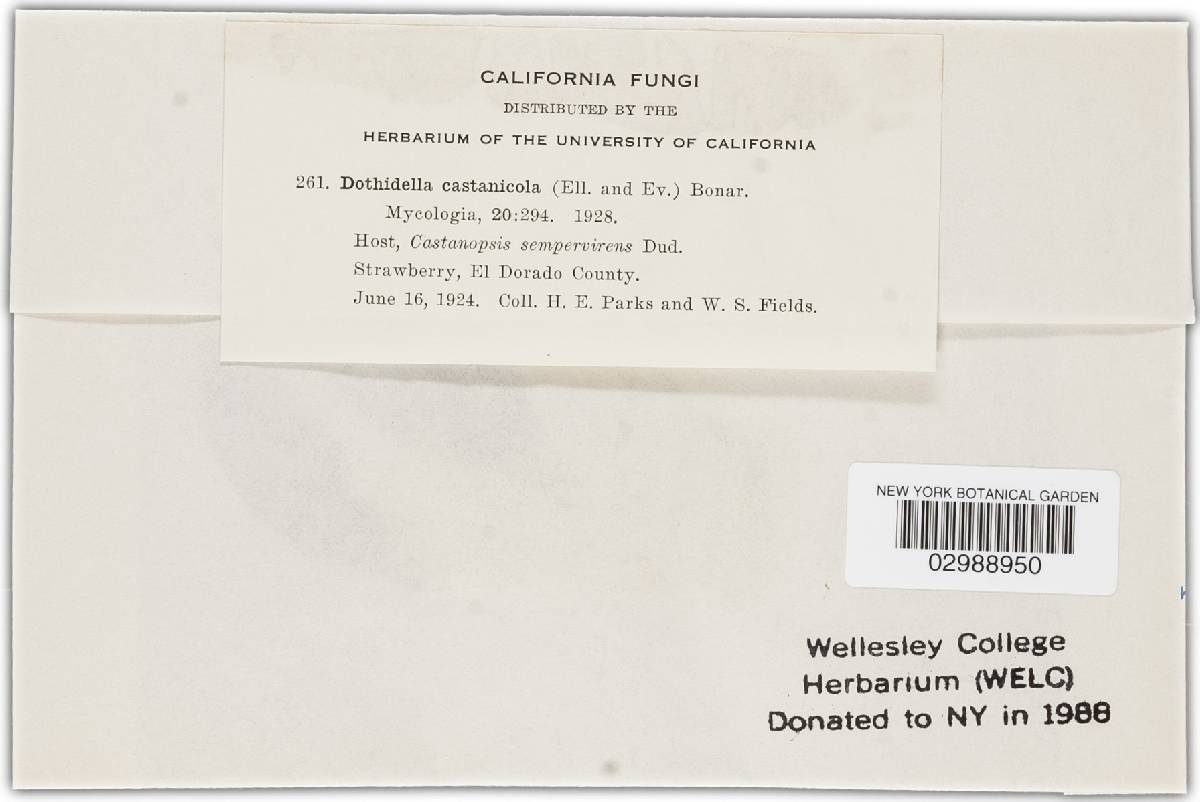 CALIFORNIA FUNGI
DISTRIBUTED BY THE
HERBARIUM OF THE UNIVERSITY OF CALIFORNIA
261. Dothidella castanicola (Ell. and Ev.) Bonar.
Mycologia, 20:294. 1928.
Host, Castanopsis sempervirens Dud.
Strawberry, El Dorado County.
June 16, 1924. Coll. H. E. Parks and W. S. Fields.
NEW YORK BOTANICAL GARDEN
02988950
Wellesley College
Herbarium (WELC)
Donated to NY in 1988